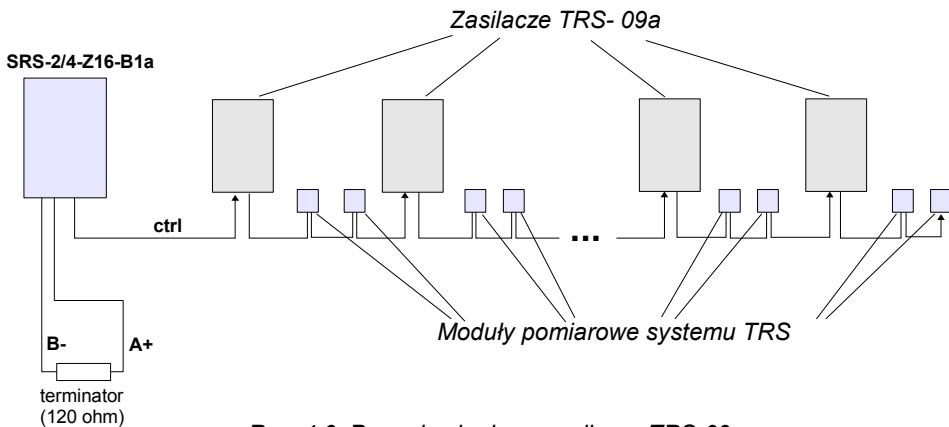 Zasilacze TRS- 09a
SRS-2/4-Z16-B1a
ctrl
...
Moduły pomiarowe systemu TRS
B-
A+
terminator
(120 ohm)